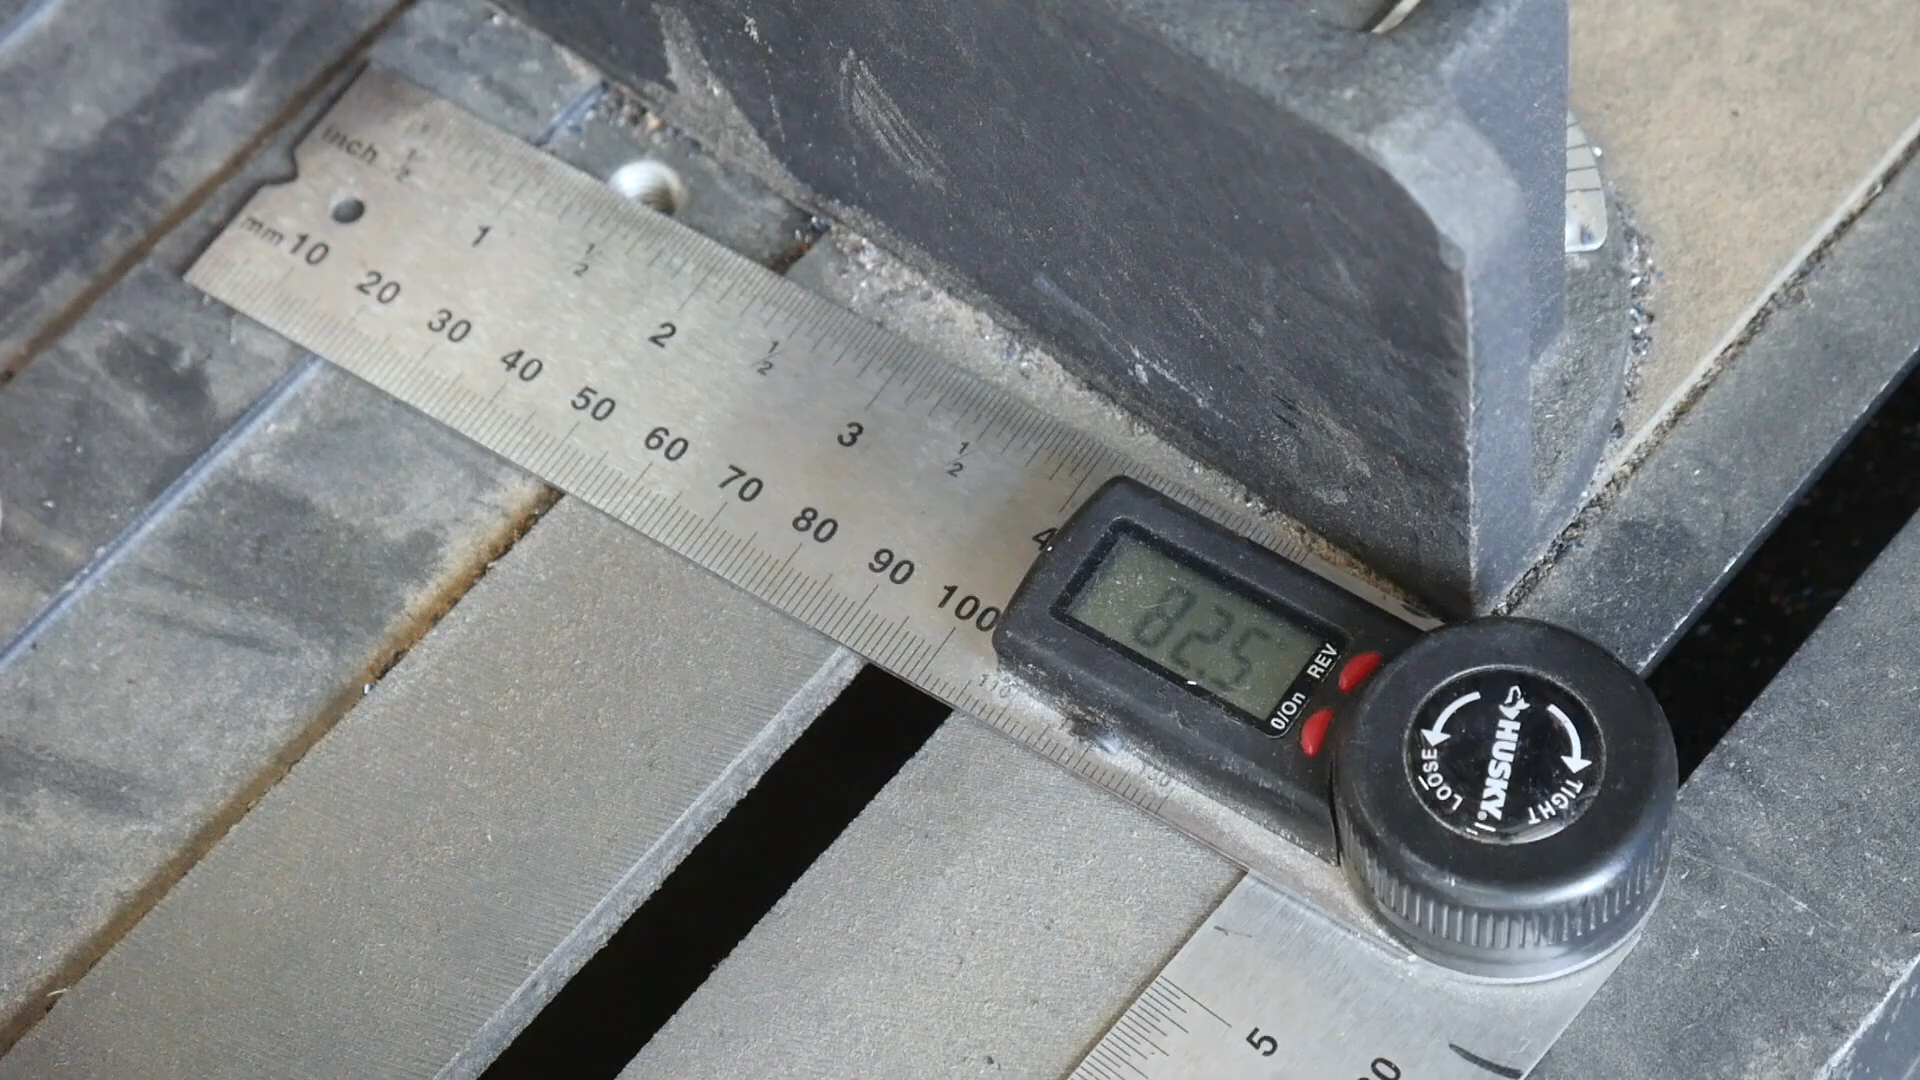 inch 1/2 1 1/2 2 1/2 3 1/2 4
mm 10 20 30 40 50 60 70 80 90 100 110 130
82.5°
0/On REV
LOOSE HUSKY. TIGHT
5